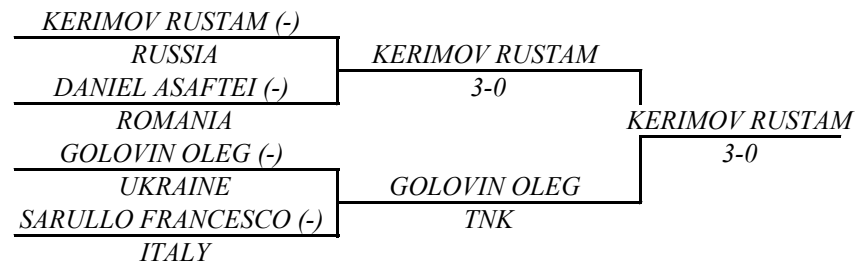 KERIMOV RUSTAM (-)
RUSSIA
KERIMOV RUSTAM
DANIEL ASAFTEI (-)
3-0
ROMANIA
KERIMOV RUSTAM
GOLOVIN OLEG (-)
3-0
UKRAINE
GOLOVIN OLEG
SARULLO FRANCESCO (-)
TNK
ITALY